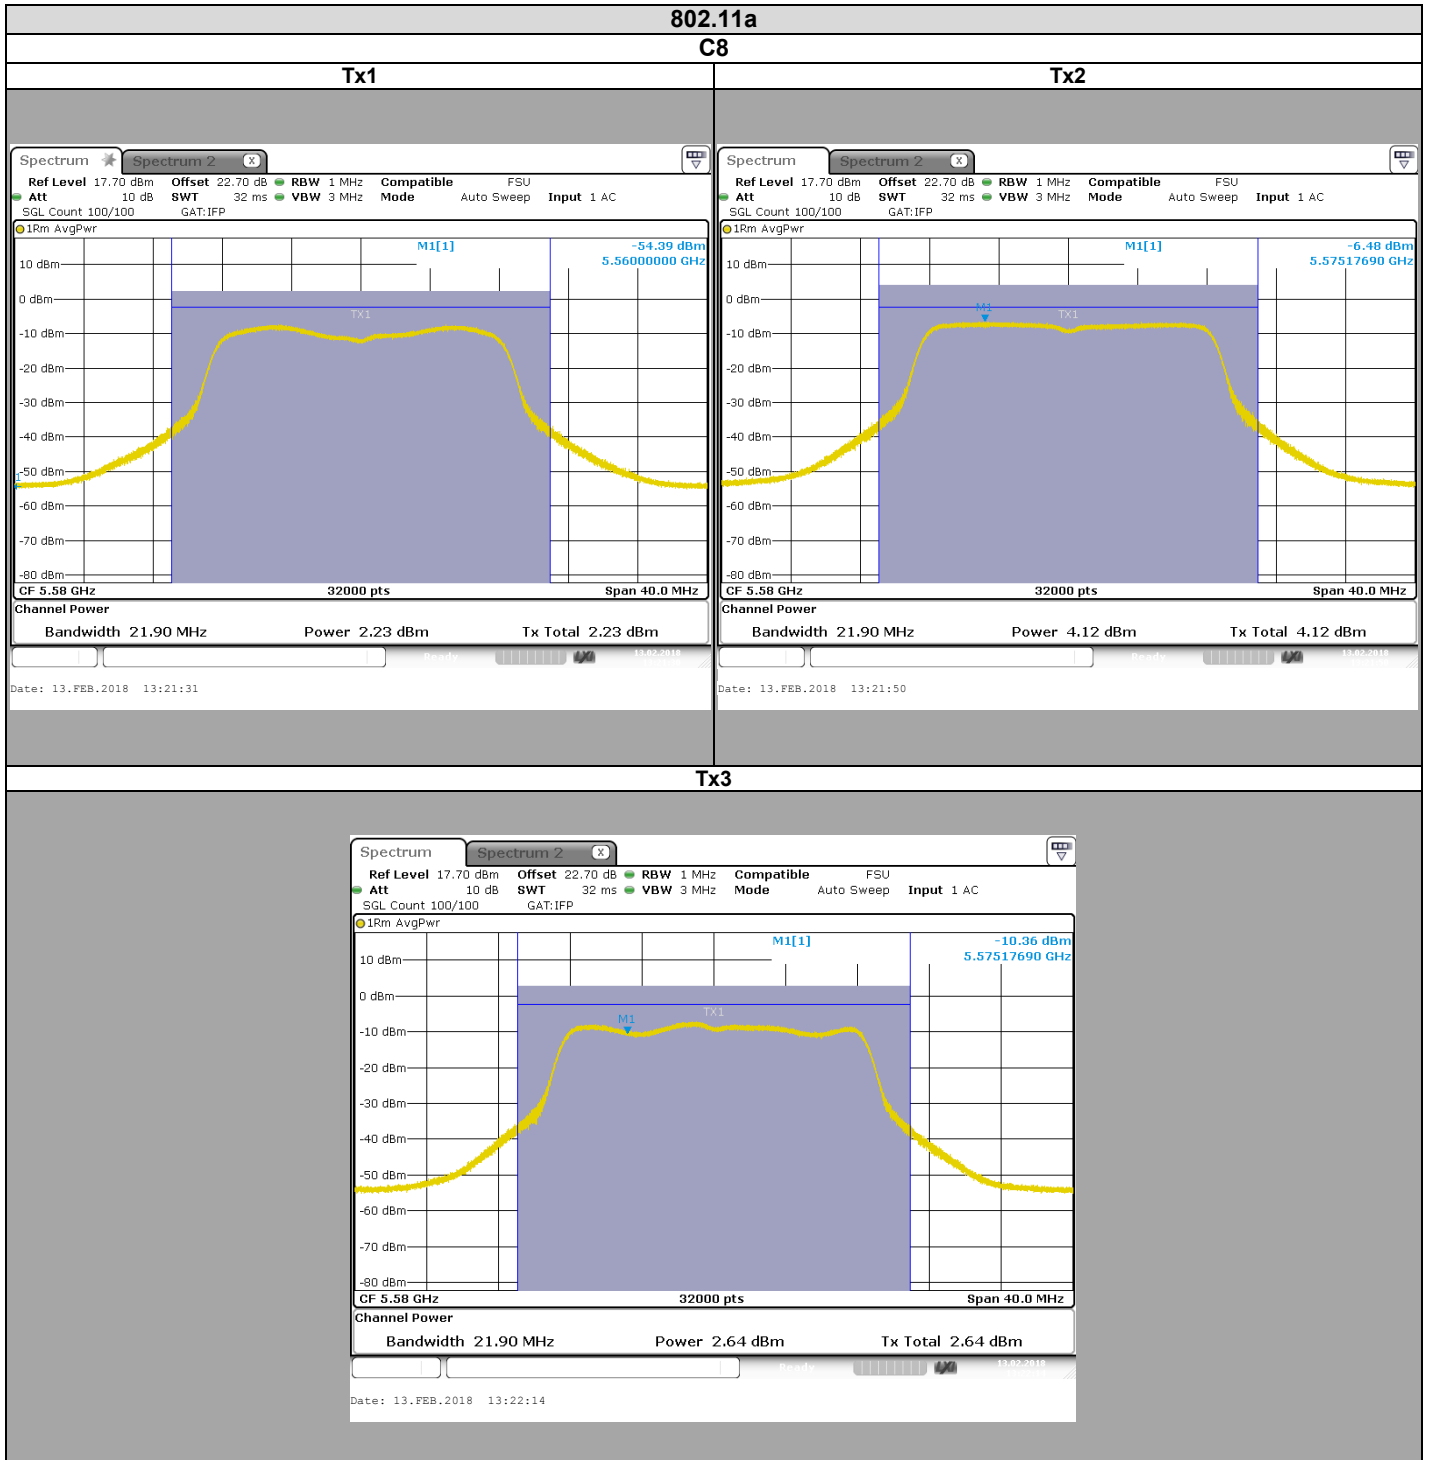 802.11a
C8
Tx1
Tx2
Spectrum Spectrum 2 X
Ref Level 17.70 dBm Offset 22.70 dB RBW 1 MHz Compatible FSU
Att 10 dB SWT 32 ms VBW 3 MHz Mode Auto Sweep Input 1 AC
SGL Count 100/100 GAT:IFP
1Rm AvgPwr
M1[1] -54.39 dBm
5.56000000 GHz
10 dBm
0 dBm
TX1
-10 dBm
-20 dBm
-30 dBm
-40 dBm
-50 dBm
-60 dBm
-70 dBm
-80 dBm
CF 5.58 GHz 32000 pts Span 40.0 MHz
Channel Power
Bandwidth 21.90 MHz Power 2.23 dBm Tx Total 2.23 dBm
Ready 13.02.2018
Date: 13.FEB.2018 13:21:31
Spectrum Spectrum 2 X
Ref Level 17.70 dBm Offset 22.70 dB RBW 1 MHz Compatible FSU
Att 10 dB SWT 32 ms VBW 3 MHz Mode Auto Sweep Input 1 AC
SGL Count 100/100 GAT:IFP
1Rm AvgPwr
M1[1] -6.48 dBm
5.57517690 GHz
10 dBm
0 dBm
M1 TX1
-10 dBm
-20 dBm
-30 dBm
-40 dBm
-50 dBm
-60 dBm
-70 dBm
-80 dBm
CF 5.58 GHz 32000 pts Span 40.0 MHz
Channel Power
Bandwidth 21.90 MHz Power 4.12 dBm Tx Total 4.12 dBm
Ready 13.02.2018
Date: 13.FEB.2018 13:21:50
Tx3
Spectrum Spectrum 2 X
Ref Level 17.70 dBm Offset 22.70 dB RBW 1 MHz Compatible FSU
Att 10 dB SWT 32 ms VBW 3 MHz Mode Auto Sweep Input 1 AC
SGL Count 100/100 GAT:IFP
1Rm AvgPwr
M1[1] -10.36 dBm
5.57517690 GHz
10 dBm
0 dBm
M1 TX1
-10 dBm
-20 dBm
-30 dBm
-40 dBm
-50 dBm
-60 dBm
-70 dBm
-80 dBm
CF 5.58 GHz 32000 pts Span 40.0 MHz
Channel Power
Bandwidth 21.90 MHz Power 2.64 dBm Tx Total 2.64 dBm
Ready 13.02.2018
Date: 13.FEB.2018 13:22:14